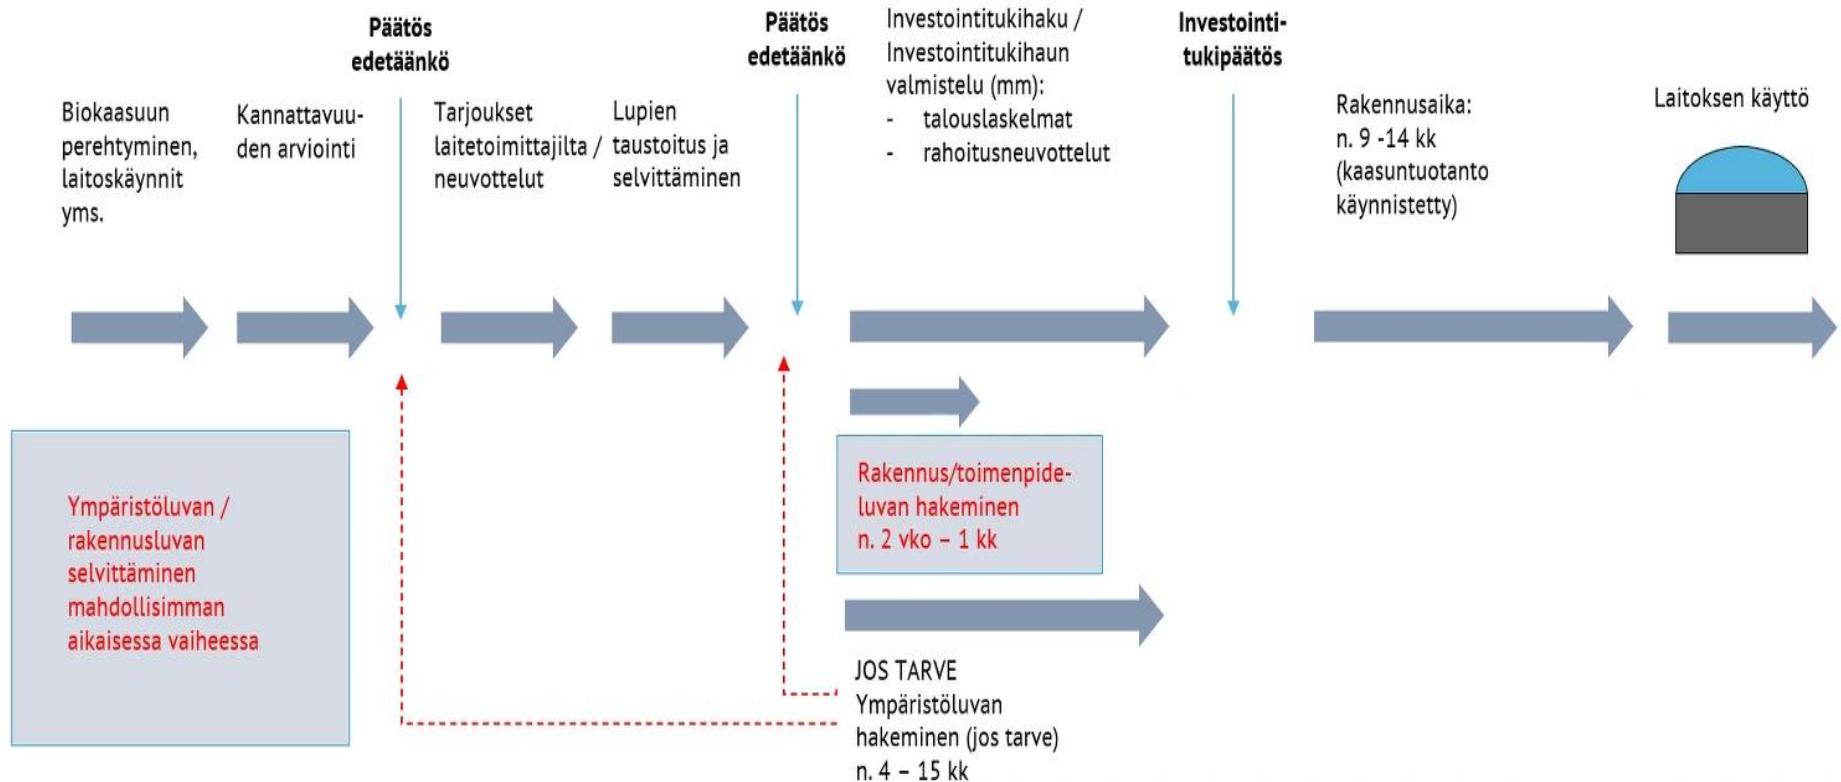 Päätös
edetäänkö
Päätös
edetäänkö
Investointitukihaku /
Investointitukihaun
valmistelu (mm):
- talouslaskelmat
- rahoitusneuvottelut
Investointi-
tukipäätös
Biokaasuun
perehtyminen,
laitoskäynnit
yms.
Kannattavuu-
den arviointi
Tarjoukset
laitetoimittajilta /
neuvottelut
Lupien
taustoitus ja
selvittäminen
Rakennusaika:
n. 9 -14 kk
(kaasuntuotanto
käynnistetty)
Laitoksen käyttö
Ympäristöluvan /
rakennusluvan
selvittäminen
mahdollisimman
aikaisessa vaiheessa
Rakennus/toimenpide-
luvan hakeminen
n. 2 vko – 1 kk
JOS TARVE
Ympäristöluvan
hakeminen (jos tarve)
n. 4 – 15 kk